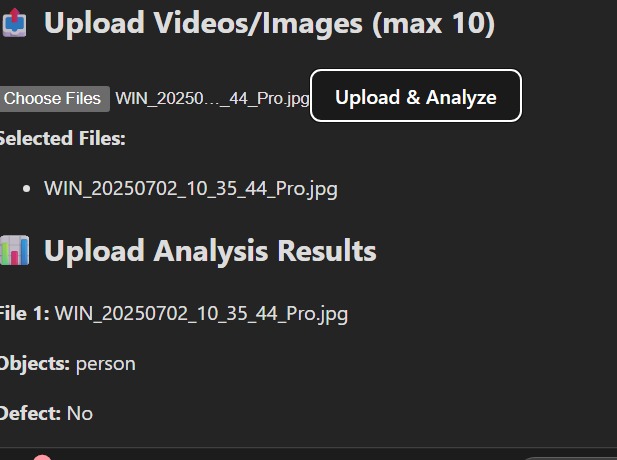 Upload Videos/Images (max 10)
Choose Files WIN_20250…_44_Pro.jpg Upload & Analyze
Selected Files:
• WIN_20250702_10_35_44_Pro.jpg
Upload Analysis Results
File 1: WIN_20250702_10_35_44_Pro.jpg
Objects: person
Defect: No